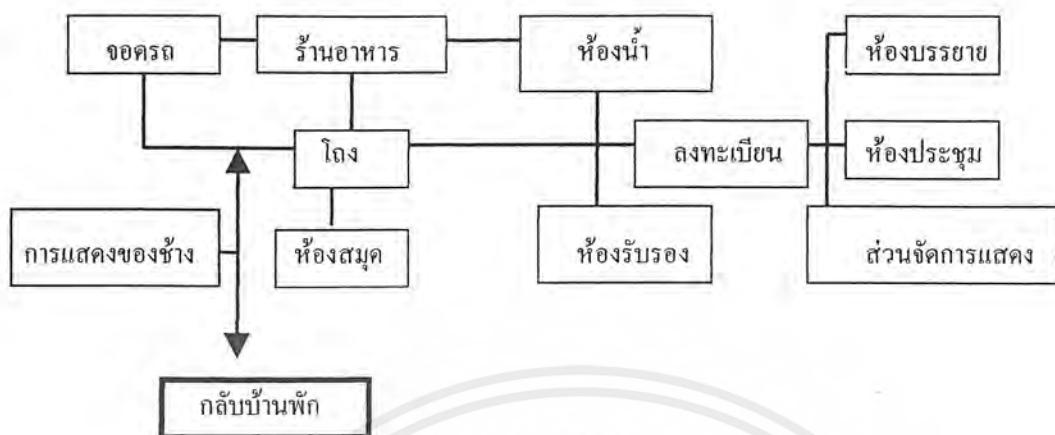 จอดรถ
ร้านอาหาร
ห้องน้ำ
ห้องบรรยาย
โถง
ลงทะเบียน
ห้องประชุม
การแสดงของช้าง
ห้องสมุด
ห้องรับรอง
ส่วนจัดการแสดง
กลับบ้านพัก